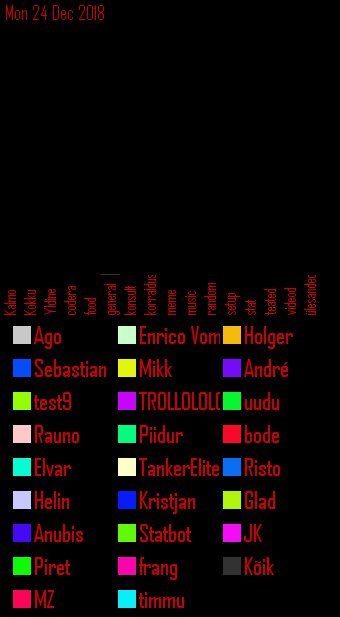 Mon 24 Dec 2018
Kalmo
Kokku
Yldine
codera
food
general
konsult
korraldus
meme
music
random
setup
stat
teated
videod
ülesanded
Ago Enrico Vom Holger
Sebastian Mikk André
test9 TROLLOLOLO uudu
Rauno Piidur bode
Elvar TankerElite Risto
Helin Kristjan Glad
Anubis Statbot JK
Piret frang Kõik
MZ timmu